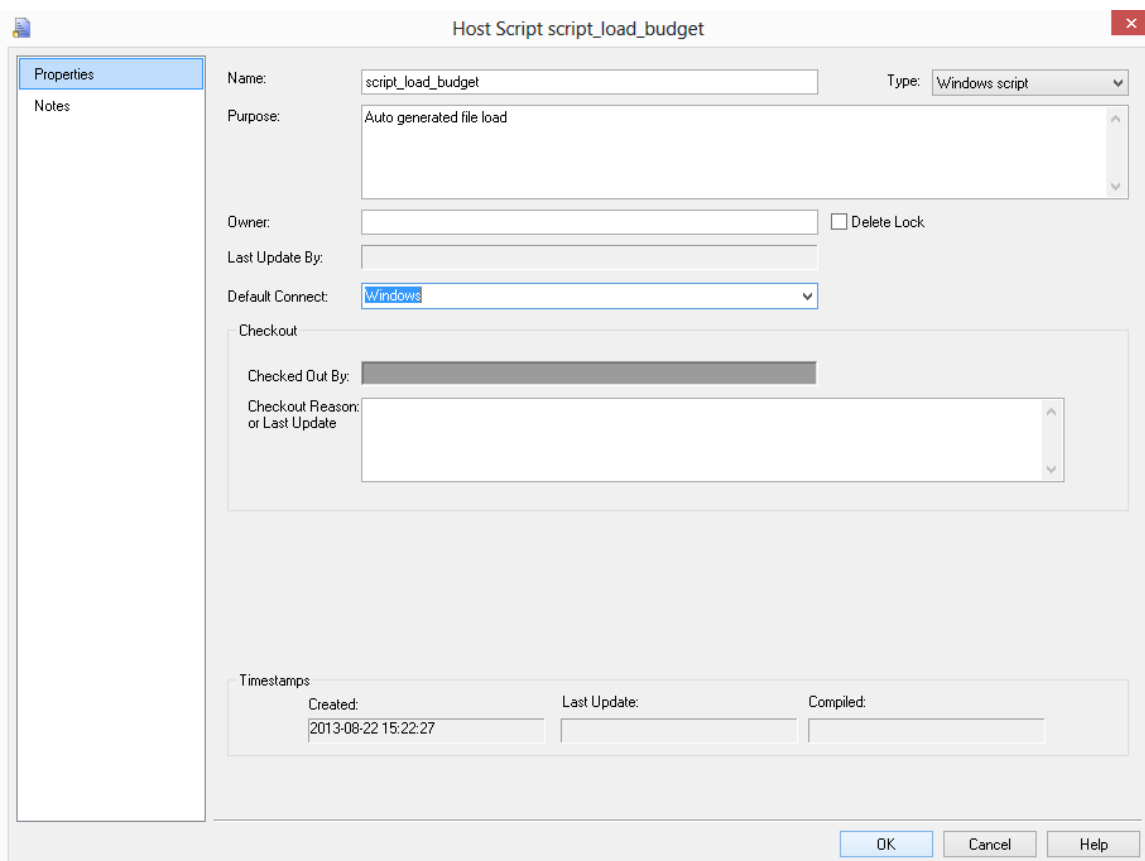 Host Script script_load_budget
Properties
Notes
Name:
script_load_budget
Type:
Windows script
Purpose:
Auto generated file load
Owner:
Delete Lock
Last Update By:
Default Connect:
Windows
Checkout
Checked Out By:
Checkout Reason:
or Last Update
Timestamps
Created:
Last Update:
Compiled:
2013-08-22 15:22:27
OK
Cancel
Help